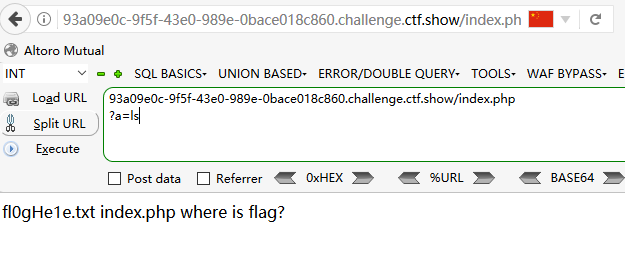 93a09e0c-9f5f-43e0-989e-0bace018c860.challenge.ctf.show/index.ph
Altoro Mutual
INT SQL BASICS UNION BASED ERROR/DOUBLE QUERY TOOLS WAF BYPASS E
Load URL 93a09e0c-9f5f-43e0-989e-0bace018c860.challenge.ctf.show/index.php
Split URL ?a=ls
Execute
Post data Referrer 0xHEX %URL BASE64
fl0gHe1e.txt index.php where is flag?